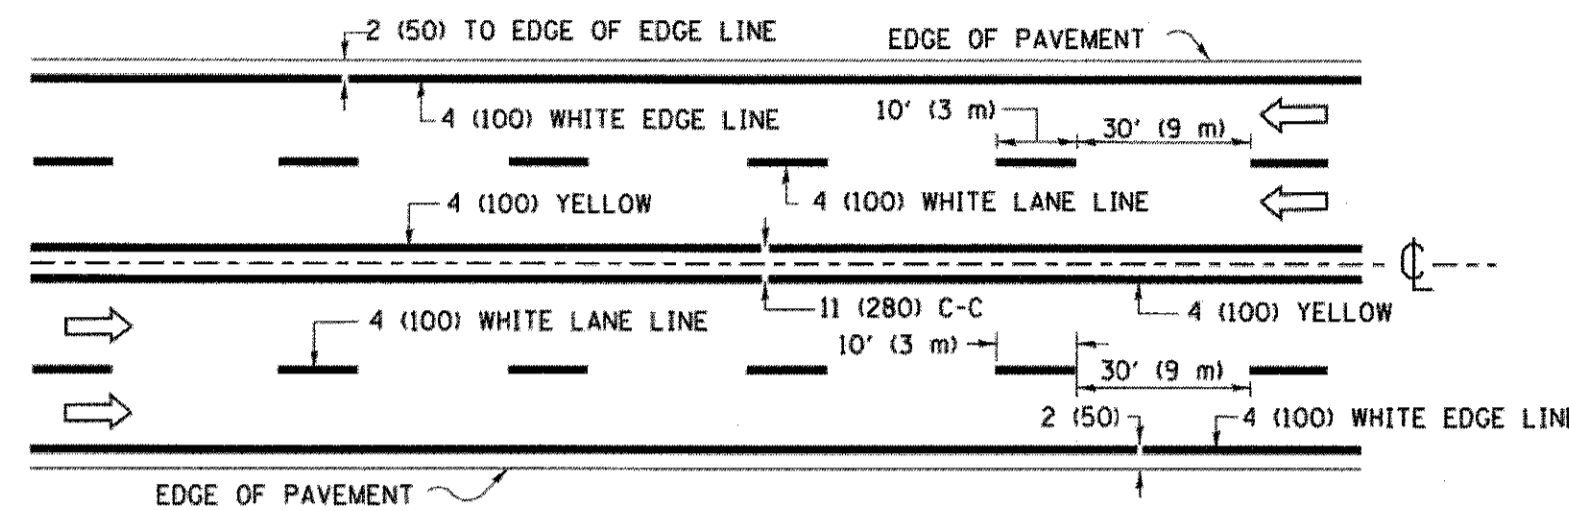 2 (50) TO EDGE OF EDGE LINE
EDGE OF PAVEMENT
4 (100) WHITE EDGE LINE
10' (3 m)
30' (9 m)
4 (100) YELLOW
4 (100) WHITE LANE LINE
℄
11 (280) C-C
4 (100) YELLOW
4 (100) WHITE LANE LINE
10' (3 m)
30' (9 m)
2 (50)
4 (100) WHITE EDGE LIN
EDGE OF PAVEMENT